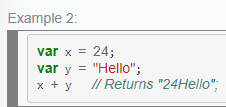 Example 2:
var x = 24;
var y = "Hello";
x + y   // Returns "24Hello";